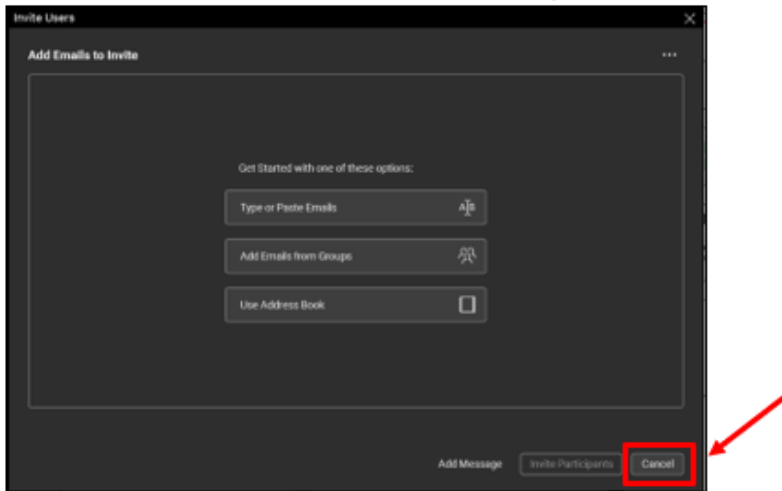 Invite Users
Add Emails to Invite
Get Started with one of these options:
Type or Paste Emails
Add Emails from Groups
Use Address Book
Add Message Invite Participants Cancel